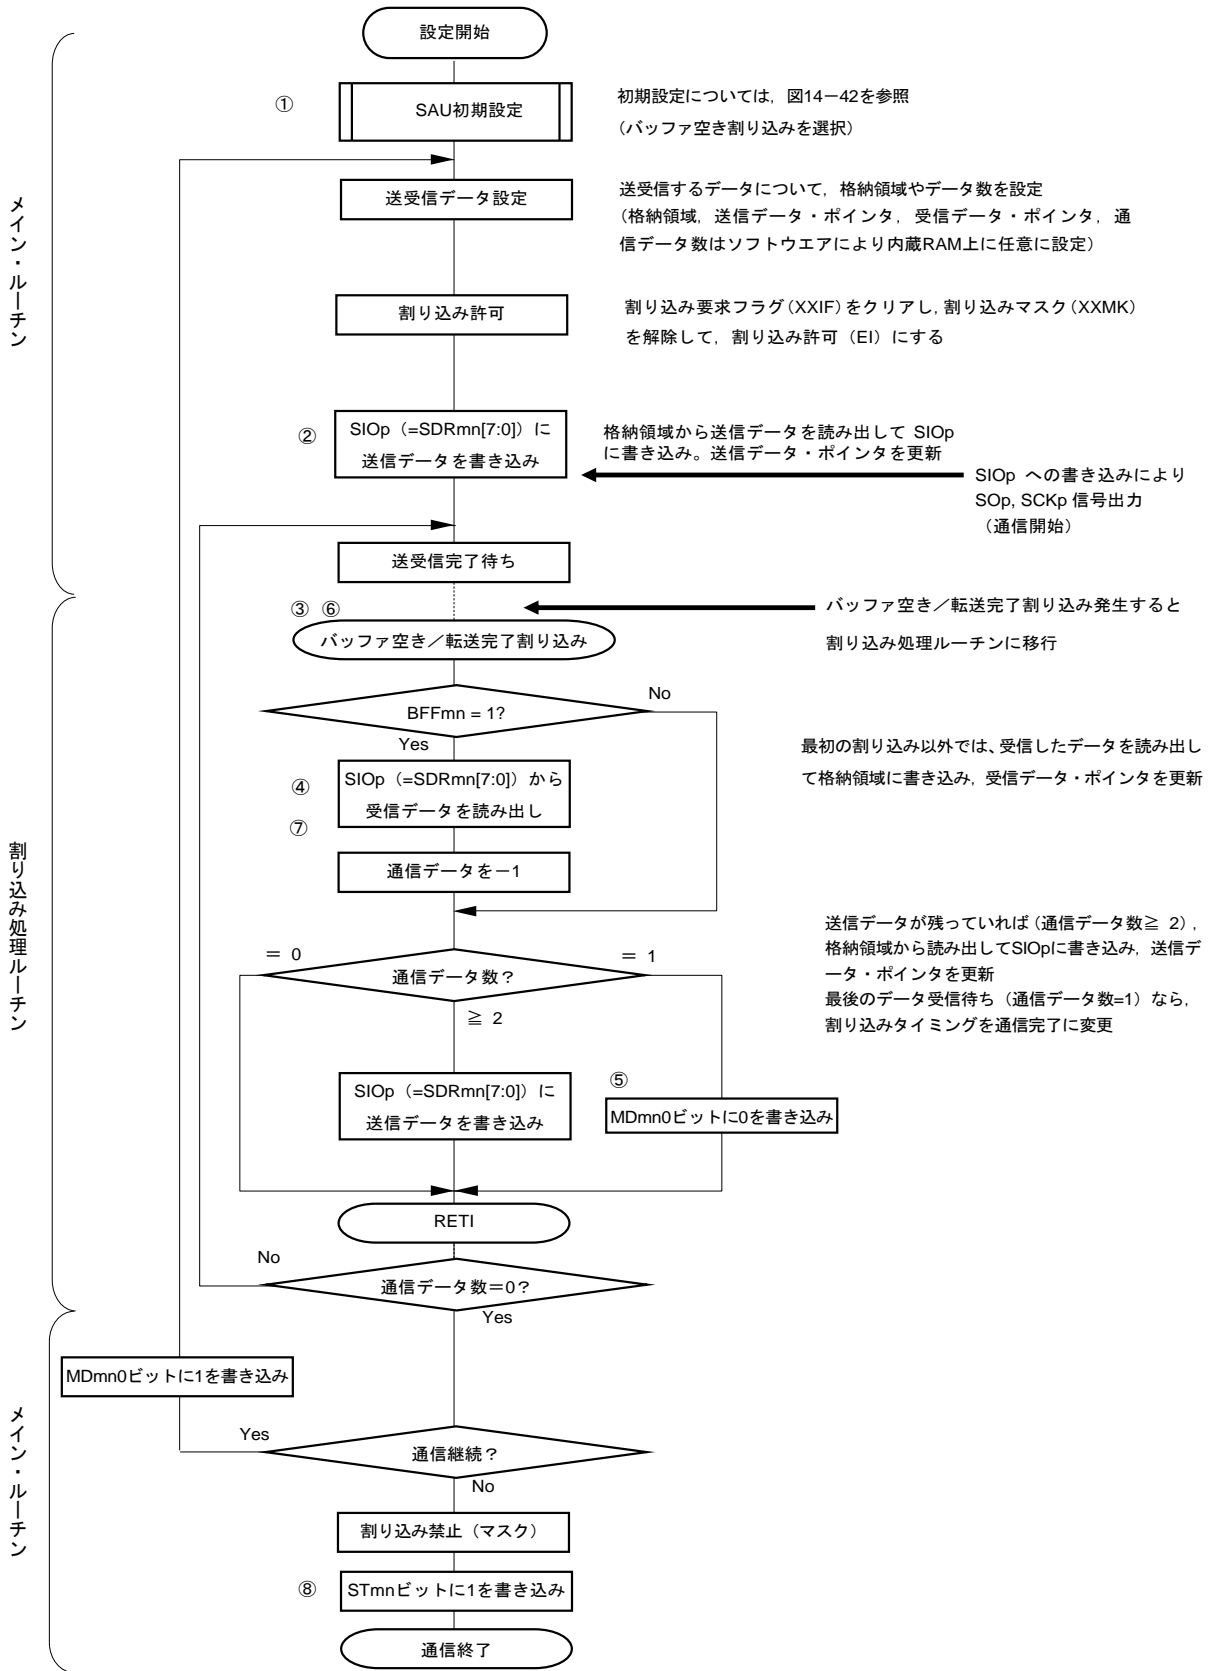 設定開始
①
SAU初期設定
初期設定については，図14－42を参照
（バッファ空き割り込みを選択）
メイン・ルーチン
送受信データ設定
送受信するデータについて，格納領域やデータ数を設定
（格納領域，送信データ・ポインタ，受信データ・ポインタ，通
信データ数はソフトウエアにより内蔵RAM上に任意に設定）
割り込み許可
割り込み要求フラグ（XXIF）をクリアし，割り込みマスク（XXMK）
を解除して，割り込み許可（EI）にする
②
SIOp（=SDRmn[7:0]）に
送信データを書き込み
格納領域から送信データを読み出して SIOp
に書き込み。送信データ・ポインタを更新
SIOp への書き込みにより
SOp, SCKp 信号出力
（通信開始）
送受信完了待ち
③ ⑥
バッファ空き／転送完了割り込み
バッファ空き／転送完了割り込み発生すると
割り込み処理ルーチンに移行
割り込み処理ルーチン
BFFmn = 1?
No
Yes
④
SIOp（=SDRmn[7:0]）から
受信データを読み出し
⑦
最初の割り込み以外では、受信したデータを読み出し
て格納領域に書き込み，受信データ・ポインタを更新
通信データを－1
＝ 0
通信データ数？
＝ 1
≧ 2
送信データが残っていれば（通信データ数≧ 2），
格納領域から読み出してSIOpに書き込み，送信デ
ータ・ポインタを更新
最後のデータ受信待ち（通信データ数=1）なら，
割り込みタイミングを通信完了に変更
SIOp（=SDRmn[7:0]）に
送信データを書き込み
⑤
MDmn0ビットに0を書き込み
RETI
No
通信データ数＝0？
Yes
メイン・ルーチン
MDmn0ビットに1を書き込み
Yes
通信継続？
No
割り込み禁止（マスク）
⑧
STmnビットに1を書き込み
通信終了